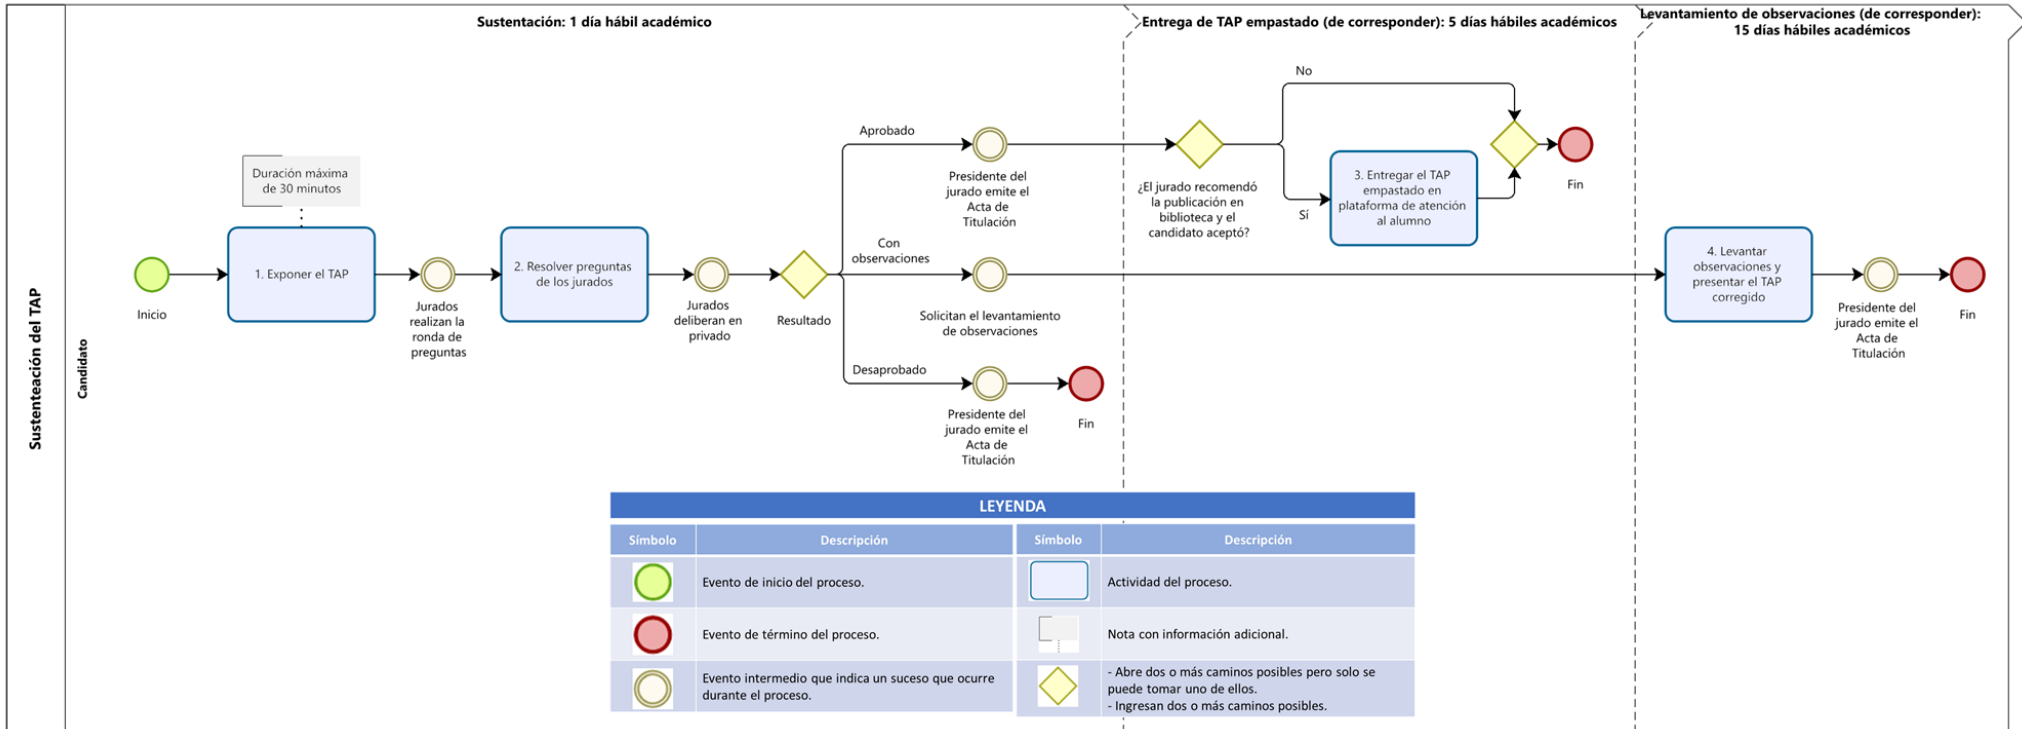 Sustentación: 1 día hábil académico
Entrega de TAP empastado (de corresponder): 5 días hábiles académicos
Levantamiento de observaciones (de corresponder):
15 días hábiles académicos
Sustenteación del TAP
Candidato
Inicio
Duración máxima
de 30 minutos
1. Exponer el TAP
Jurados
realizan la
ronda de
preguntas
2. Resolver preguntas
de los jurados
Jurados
deliberan en
privado
Resultado
Aprobado
Presidente del
jurado emite el
Acta de
Titulación
¿El jurado recomendó
la publicación en
biblioteca y el
candidato aceptó?
No
Sí
3. Entregar el TAP
empastado en
plataforma de atención
al alumno
Fin
Con
observaciones
Solicitan el levantamiento
de observaciones
4. Levantar
observaciones y
presentar el TAP
corregido
Presidente del
jurado emite el
Acta de
Titulación
Fin
Desaprobado
Presidente del
jurado emite el
Acta de
Titulación
Fin
LEYENDA
Símbolo
Descripción
Símbolo
Descripción
Evento de inicio del proceso.
Actividad del proceso.
Evento de término del proceso.
Nota con información adicional.
Evento intermedio que indica un suceso que ocurre
durante el proceso.
- Abre dos o más caminos posibles pero solo se
puede tomar uno de ellos.
- Ingresan dos o más caminos posibles.